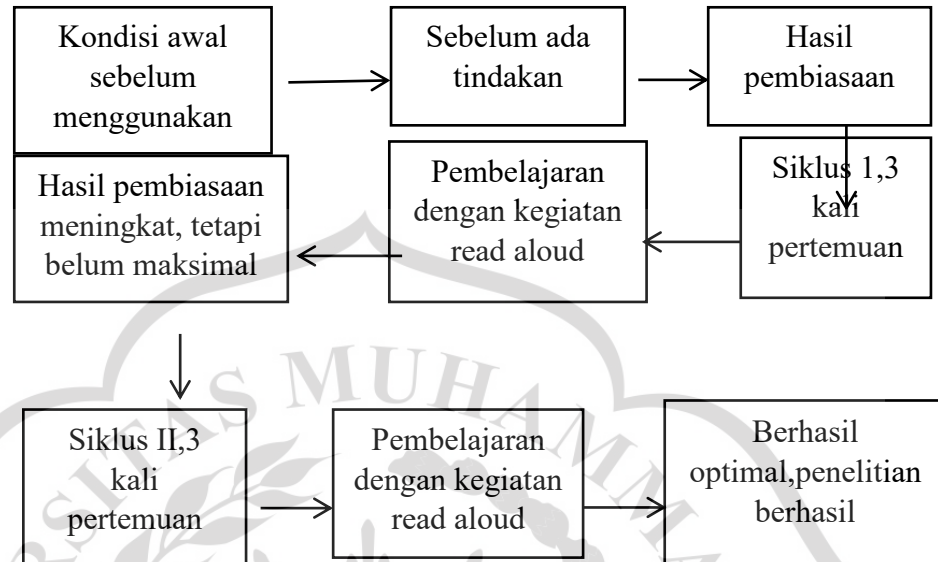 Kondisi awal
sebelum
menggunakan
Sebelum ada
tindakan
Hasil
pembiasaan
Siklus 1,3
kali
pertemuan
Pembelajaran
dengan kegiatan
read aloud
Hasil pembiasaan
meningkat, tetapi
belum maksimal
Siklus II,3
kali
pertemuan
Pembelajaran
dengan kegiatan
read aloud
Berhasil
optimal,penelitian
berhasil